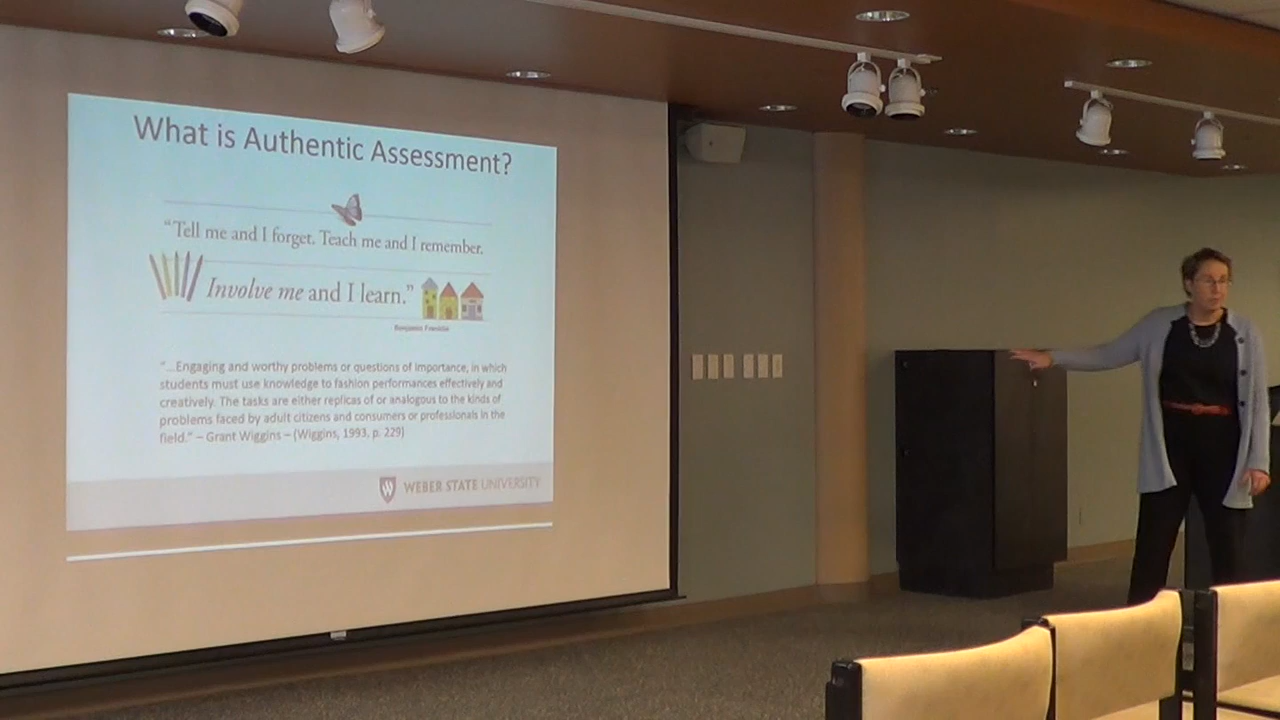 What is Authentic Assessment?
“Tell me and I forget. Teach me and I remember.
Involve me and I learn.”
Benjamin Franklin
“…Engaging and worthy problems or questions of importance, in which
students must use knowledge to fashion performances effectively and
creatively. The tasks are either replicas of or analogous to the kinds of
problems faced by adult citizens and consumers or professionals in the
field.” – Grant Wiggins – (Wiggins, 1993, p. 229)
WEBER STATE UNIVERSITY